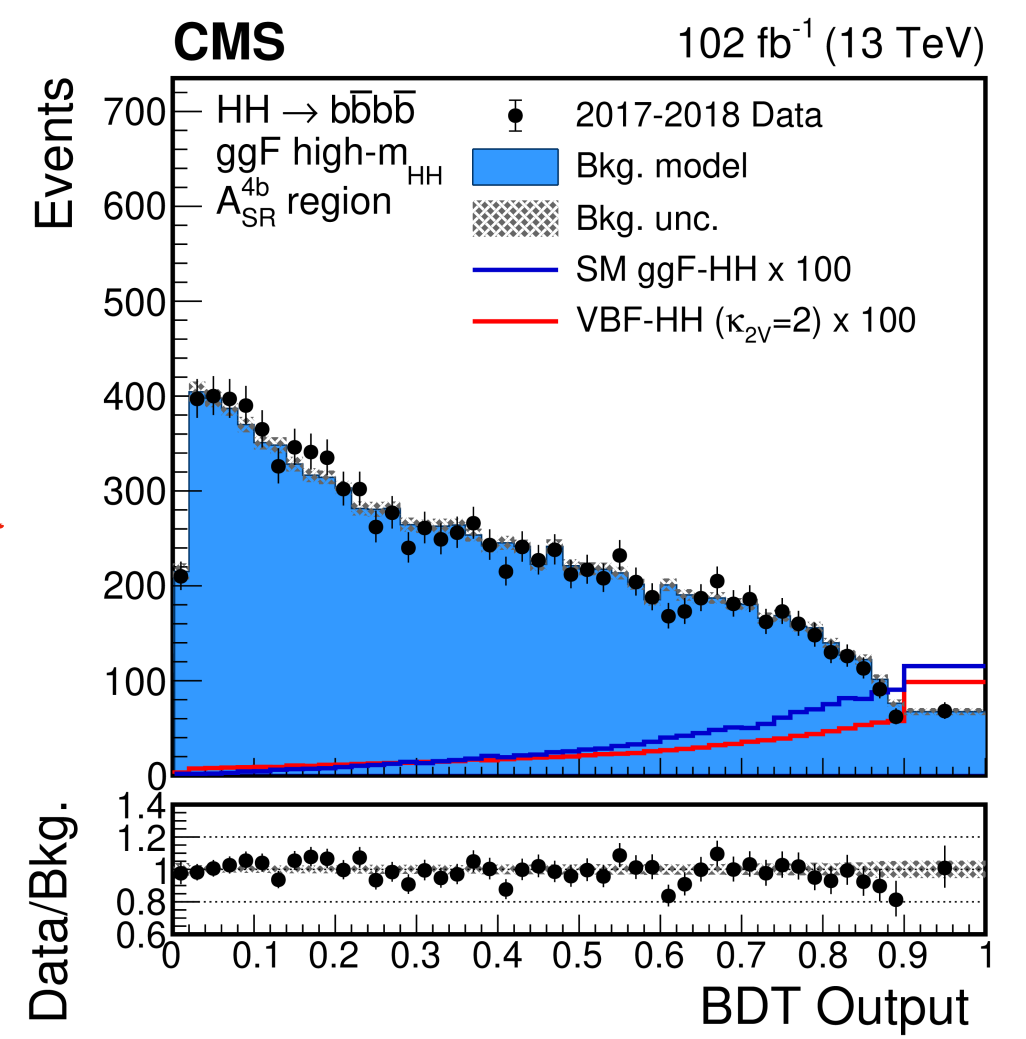 CMS 102 fb⁻¹ (13 TeV)
Events
700
600
500
400
300
200
100
0
HH → bb̅bb̅
ggF high-m_HH
A_SR^4b region
2017-2018 Data
Bkg. model
Bkg. unc.
SM ggF-HH x 100
VBF-HH (κ_2V=2) x 100
Data/Bkg.
1.4
1.2
1
0.8
0.6
0 0.1 0.2 0.3 0.4 0.5 0.6 0.7 0.8 0.9 1
BDT Output